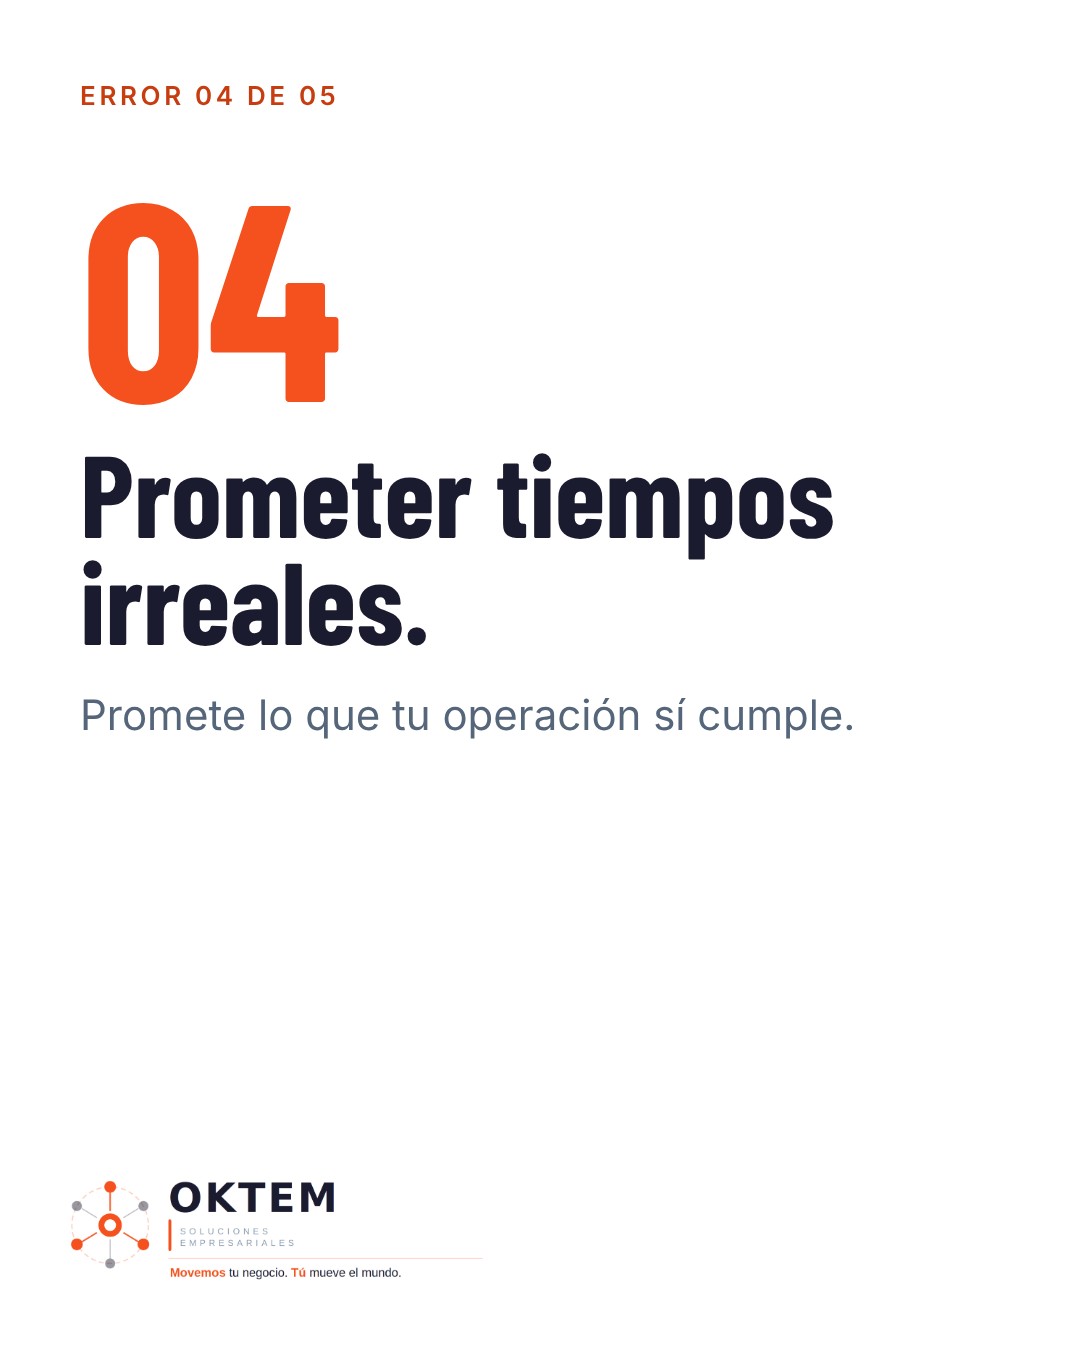 ERROR 04 DE 05
04
Prometer tiempos
irreales.
Promete lo que tu operación sí cumple.
OKTEM
SOLUCIONES
EMPRESARIALES
Movemos tu negocio. Tú mueve el mundo.